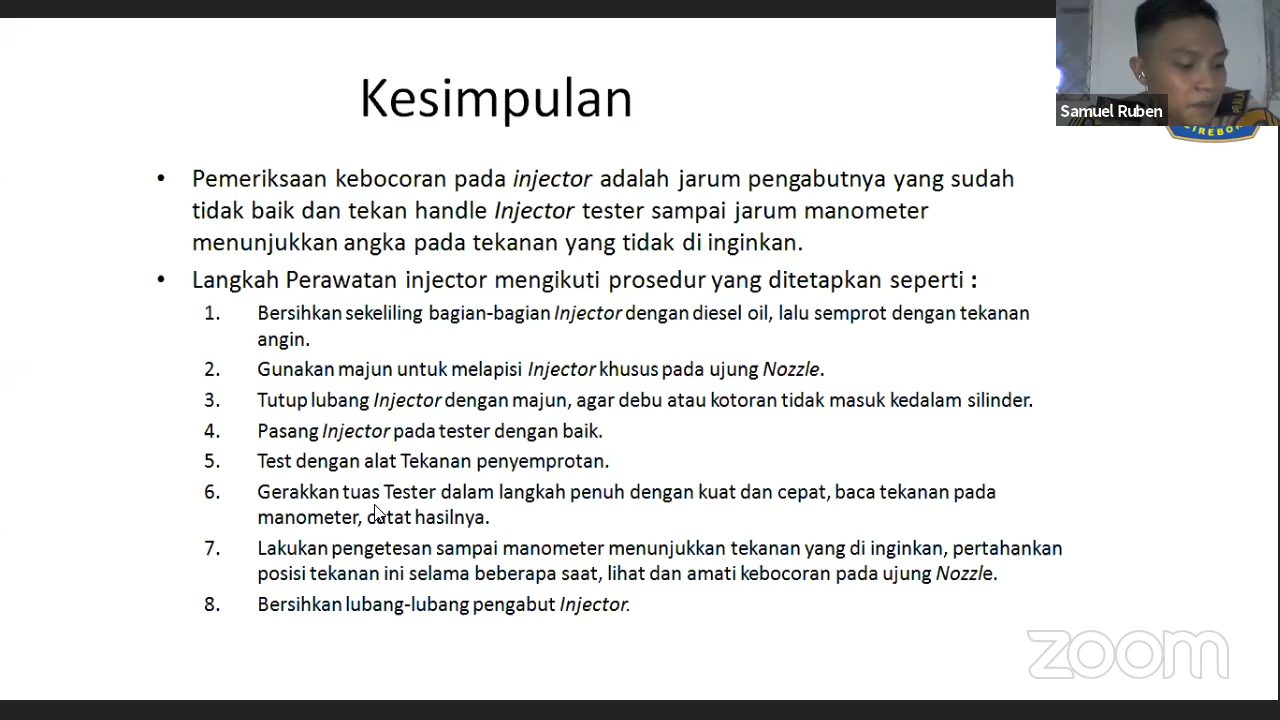 Kesimpulan
Samuel Ruben
IREBO
• Pemeriksaan kebocoran pada injector adalah jarum pengabutnya yang sudah
tidak baik dan tekan handle Injector tester sampai jarum manometer
menunjukkan angka pada tekanan yang tidak di inginkan.
• Langkah Perawatan injector mengikuti prosedur yang ditetapkan seperti :
1. Bersihkan sekeliling bagian-bagian Injector dengan diesel oil, lalu semprot dengan tekanan
angin.
2. Gunakan majun untuk melapisi Injector khusus pada ujung Nozzle.
3. Tutup lubang Injector dengan majun, agar debu atau kotoran tidak masuk kedalam silinder.
4. Pasang Injector pada tester dengan baik.
5. Test dengan alat Tekanan penyemprotan.
6. Gerakkan tuas Tester dalam langkah penuh dengan kuat dan cepat, baca tekanan pada
manometer, catat hasilnya.
7. Lakukan pengetesan sampai manometer menunjukkan tekanan yang di inginkan, pertahankan
posisi tekanan ini selama beberapa saat, lihat dan amati kebocoran pada ujung Nozzle.
8. Bersihkan lubang-lubang pengabut Injector.
zoom